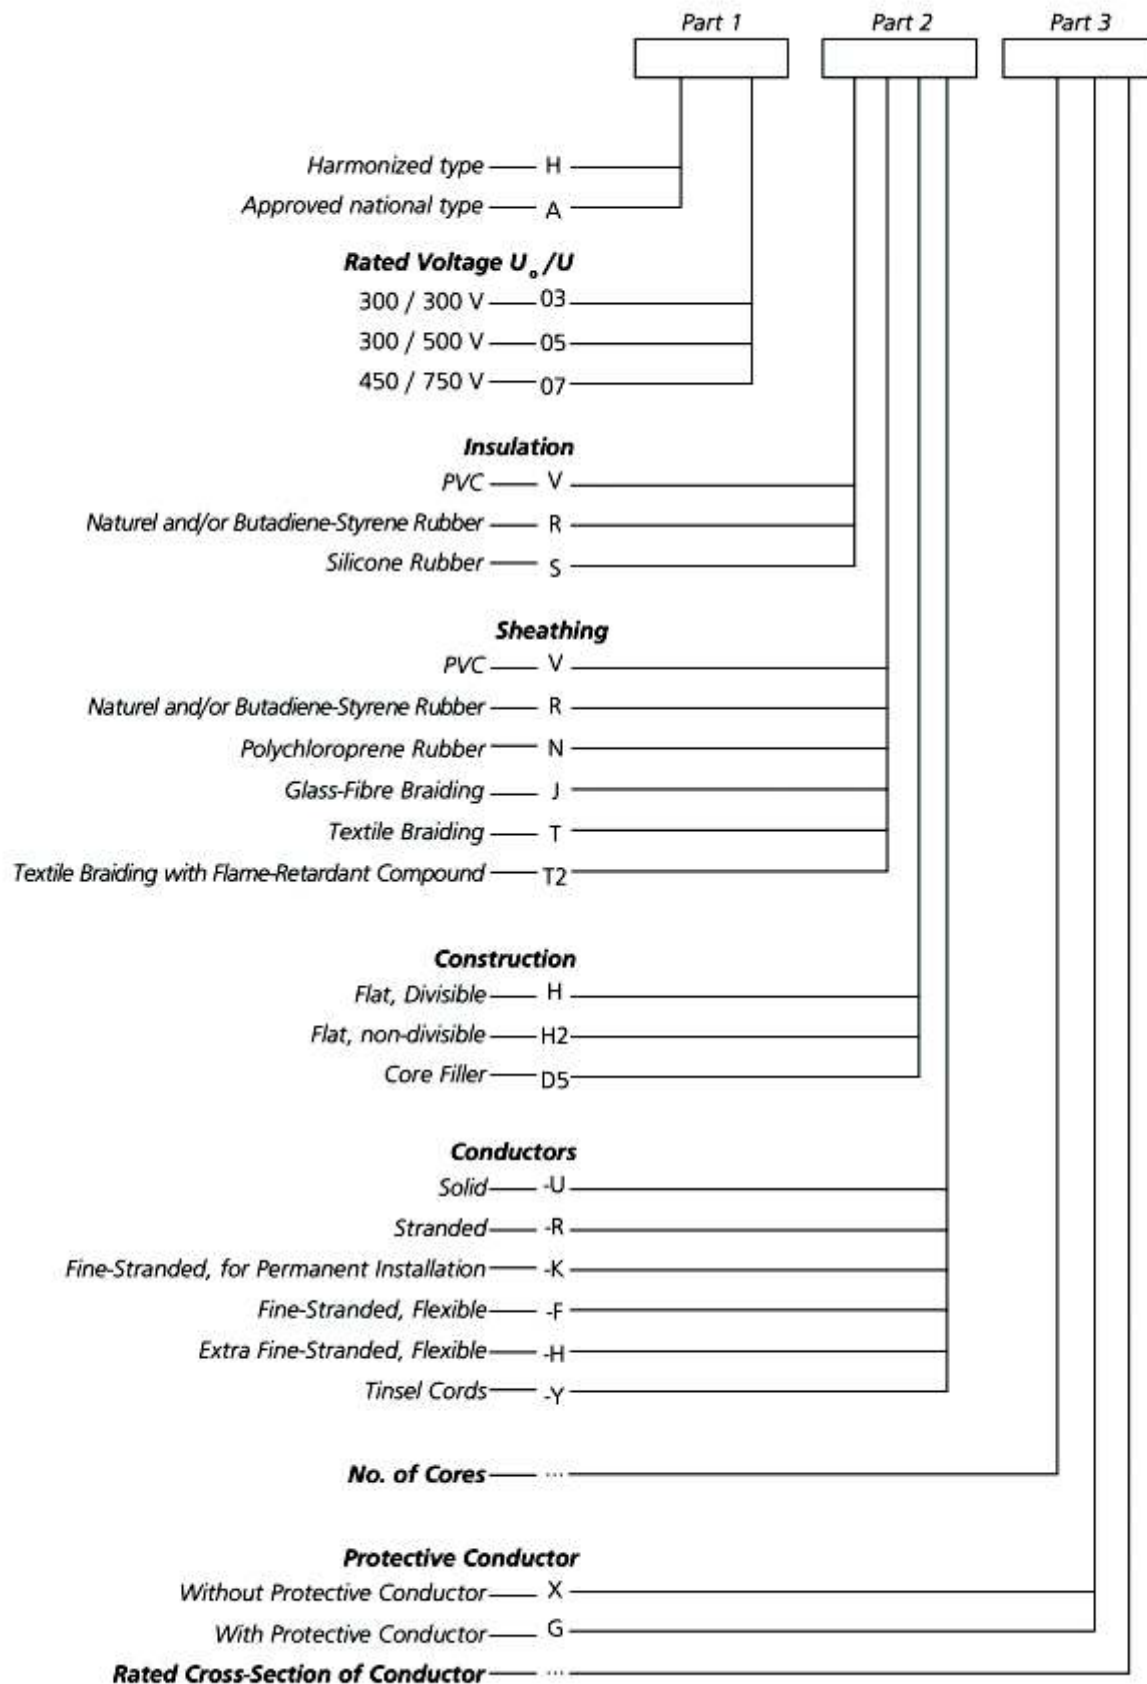 Part 1 Part 2 Part 3
Harmonized type H
Approved national type A
Rated Voltage Uo/U
300 / 300 V 03
300 / 500 V 05
450 / 750 V 07
Insulation
PVC V
Naturel and/or Butadiene-Styrene Rubber R
Silicone Rubber S
Sheathing
PVC V
Naturel and/or Butadiene-Styrene Rubber R
Polychloroprene Rubber N
Glass-Fibre Braiding J
Textile Braiding T
Textile Braiding with Flame-Retardant Compound T2
Construction
Flat, Divisible H
Flat, non-divisible H2
Core Filler D5
Conductors
Solid -U
Stranded -R
Fine-Stranded, for Permanent Installation -K
Fine-Stranded, Flexible -F
Extra Fine-Stranded, Flexible -H
Tinsel Cords -Y
No. of Cores ...
Protective Conductor
Without Protective Conductor X
With Protective Conductor G
Rated Cross-Section of Conductor ...